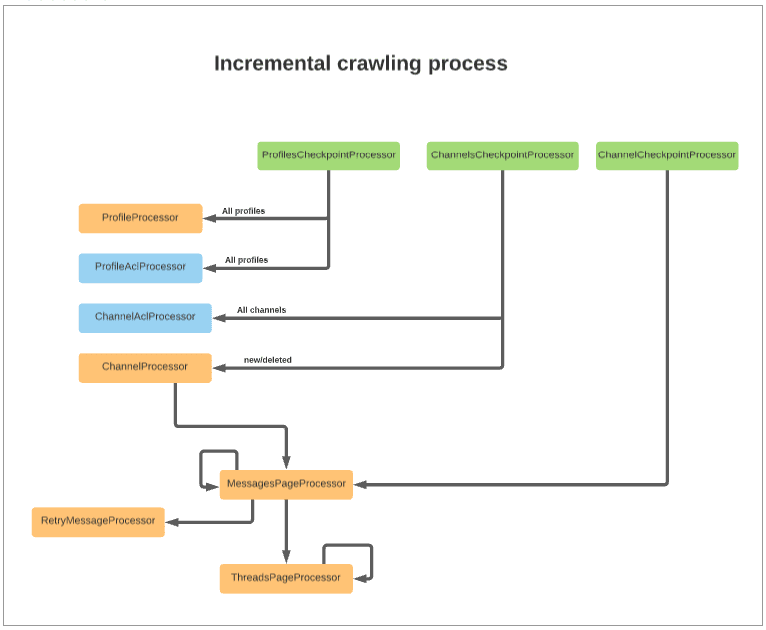 Incremental crawling process
ProfilesCheckpointProcessor
ChannelsCheckpointProcessor
ChannelCheckpointProcessor
All profiles
ProfileProcessor
All profiles
ProfileAclProcessor
All channels
ChannelAclProcessor
new/deleted
ChannelProcessor
MessagesPageProcessor
RetryMessageProcessor
ThreadsPageProcessor